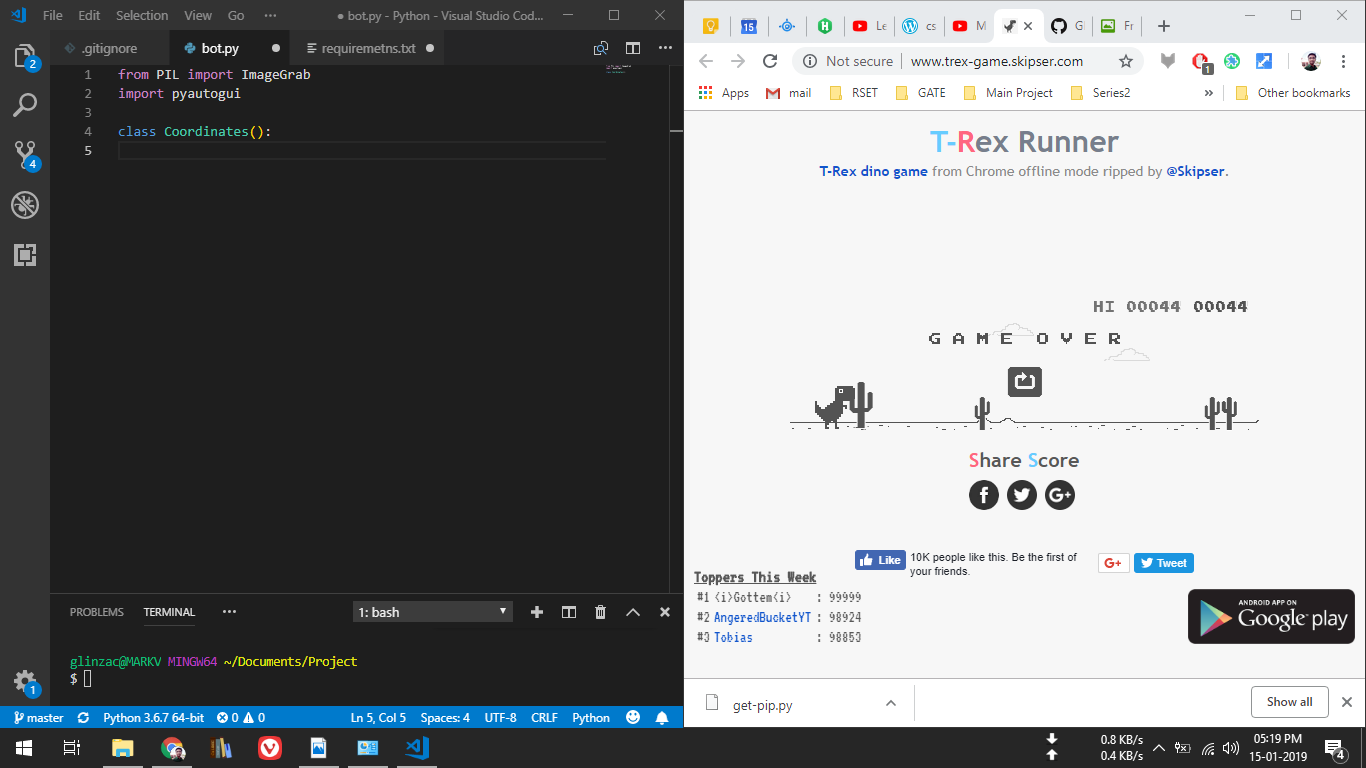 File Edit Selection View Go ··· ● bot.py - Python - Visual Studio Cod...
.gitignore bot.py requiremetns.txt
1 from PIL import ImageGrab
2 import pyautogui
3
4 class Coordinates():
5
2
4
1
PROBLEMS TERMINAL ··· 1: bash
glinzac@MARKV MINGW64 ~/Documents/Project
$
master Python 3.6.7 64-bit 0 0 Ln 5, Col 5 Spaces: 4 UTF-8 CRLF Python
15 Le cs M Gl Fr
Not secure www.trex-game.skipser.com
1
Apps mail RSET GATE Main Project Series2 » Other bookmarks
T-Rex Runner
T-Rex dino game from Chrome offline mode ripped by @Skipser.
HI 00044 00044
GAME OVER
Share Score
f G+
Like 10K people like this. Be the first of
your friends.
G+ Tweet
Toppers This Week
#1 <i>Gottem<i> : 99999
#2 AngeredBucketYT : 98924
#3 Tobias : 98853
ANDROID APP ON
Google play
get-pip.py Show all
0.8 KB/s
0.4 KB/s
05:19 PM
15-01-2019
4